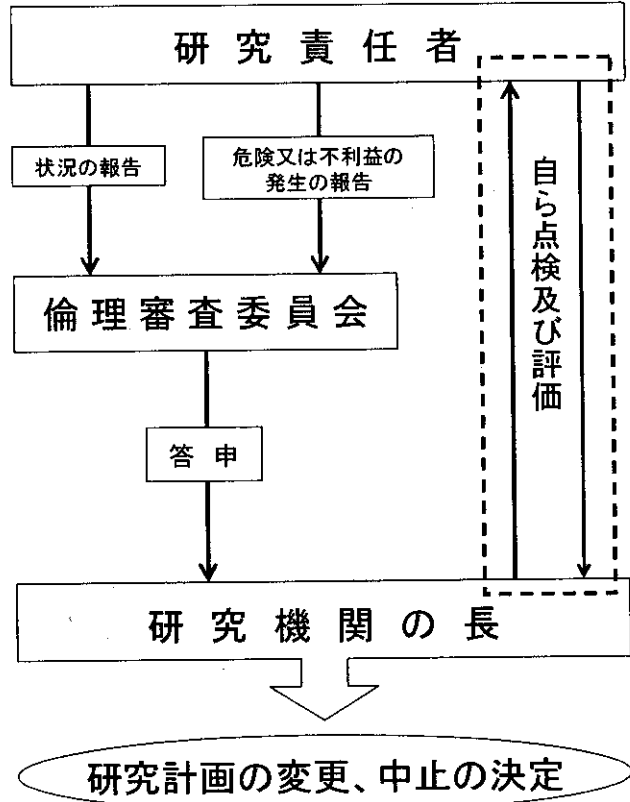 研究責任者
状況の報告
危険又は不利益の
発生の報告
自ら点検及び評価
倫理審査委員会
答申
研究機関の長
研究計画の変更、中止の決定